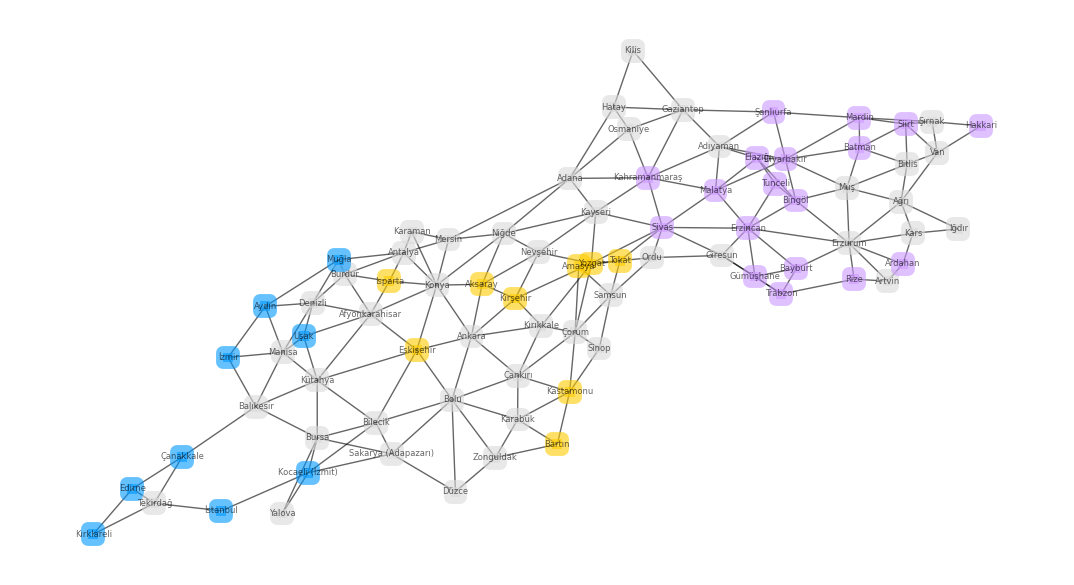 Kilis
Hatay
Gaziantep
Şanlıurfa
Mardin
Siirt
Şırnak
Hakkari
Osmaniye
Adıyaman
Batman
Van
Elazığ
Diyarbakır
Bitlis
Adana
Kahramanmaraş
Tunceli
Malatya
Muş
Bingöl
Ağrı
Kayseri
Sivas
Erzincan
Iğdır
Kars
Karaman
Mersin
Niğde
Erzurum
Antalya
Nevşehir
Giresun
Ordu
Muğla
Tokat
Yozgat
Amasya
Ardahan
Bayburt
Burdur
Isparta
Gümüşhane
Rize
Artvin
Konya
Aksaray
Trabzon
Samsun
Kırşehir
Aydın
Denizli
Afyonkarahisar
Kırıkkale
Çorum
Uşak
Ankara
Sinop
Eskişehir
Manisa
İzmir
Çankırı
Kütahya
Kastamonu
Bolu
Balıkesir
Karabük
Bilecik
Bursa
Bartın
Sakarya (Adapazarı)
Çanakkale
Zonguldak
Kocaeli (İzmit)
Edirne
Düzce
Tekirdağ
İstanbul
Yalova
Kırklareli